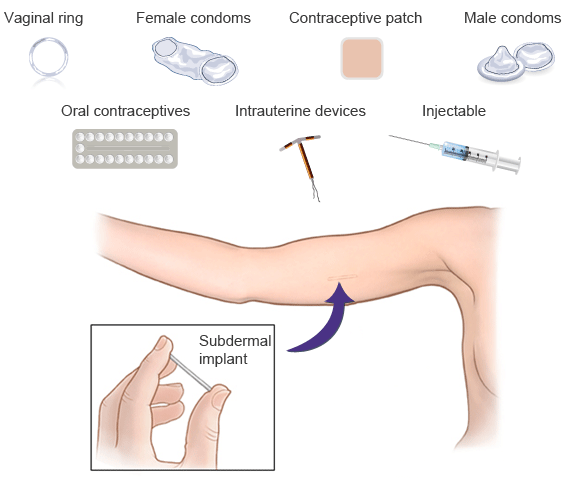 Vaginal ring
Female condoms
Contraceptive patch
Male condoms
Oral contraceptives
Intrauterine devices
Injectable
Subdermal
implant